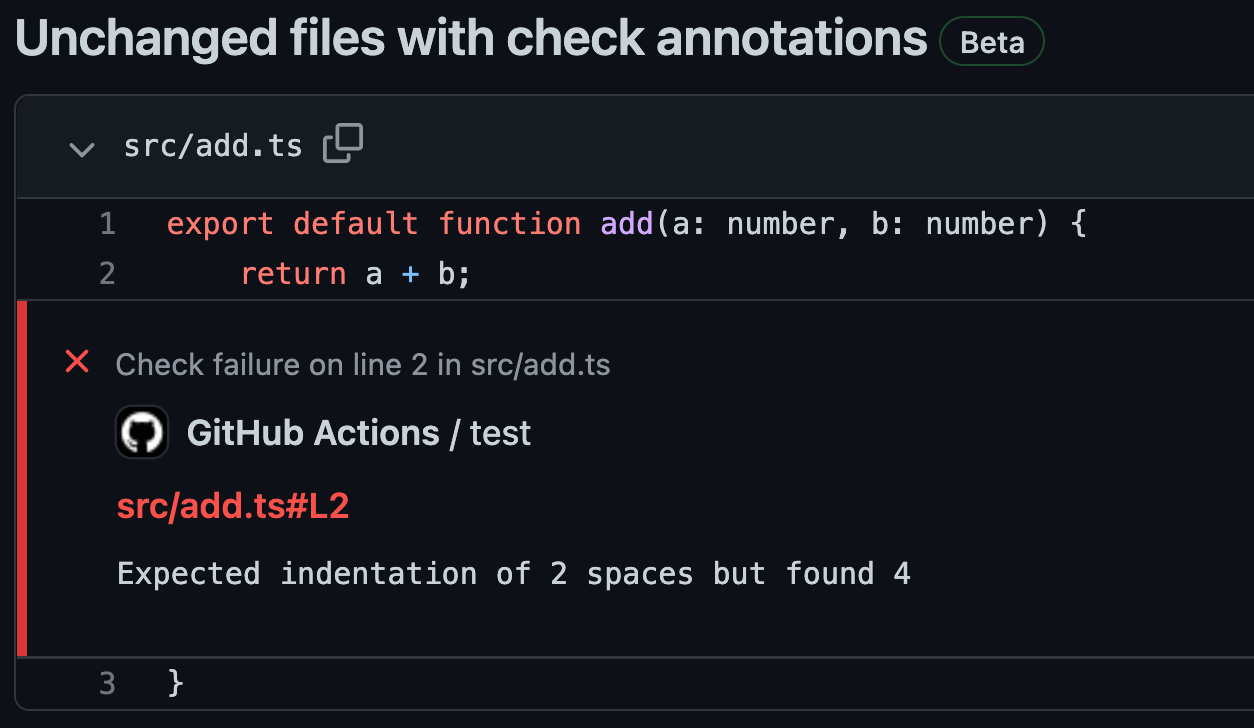 Unchanged files with check annotations Beta
src/add.ts
1 export default function add(a: number, b: number) {
2     return a + b;
Check failure on line 2 in src/add.ts
GitHub Actions / test
src/add.ts#L2
Expected indentation of 2 spaces but found 4
3 }